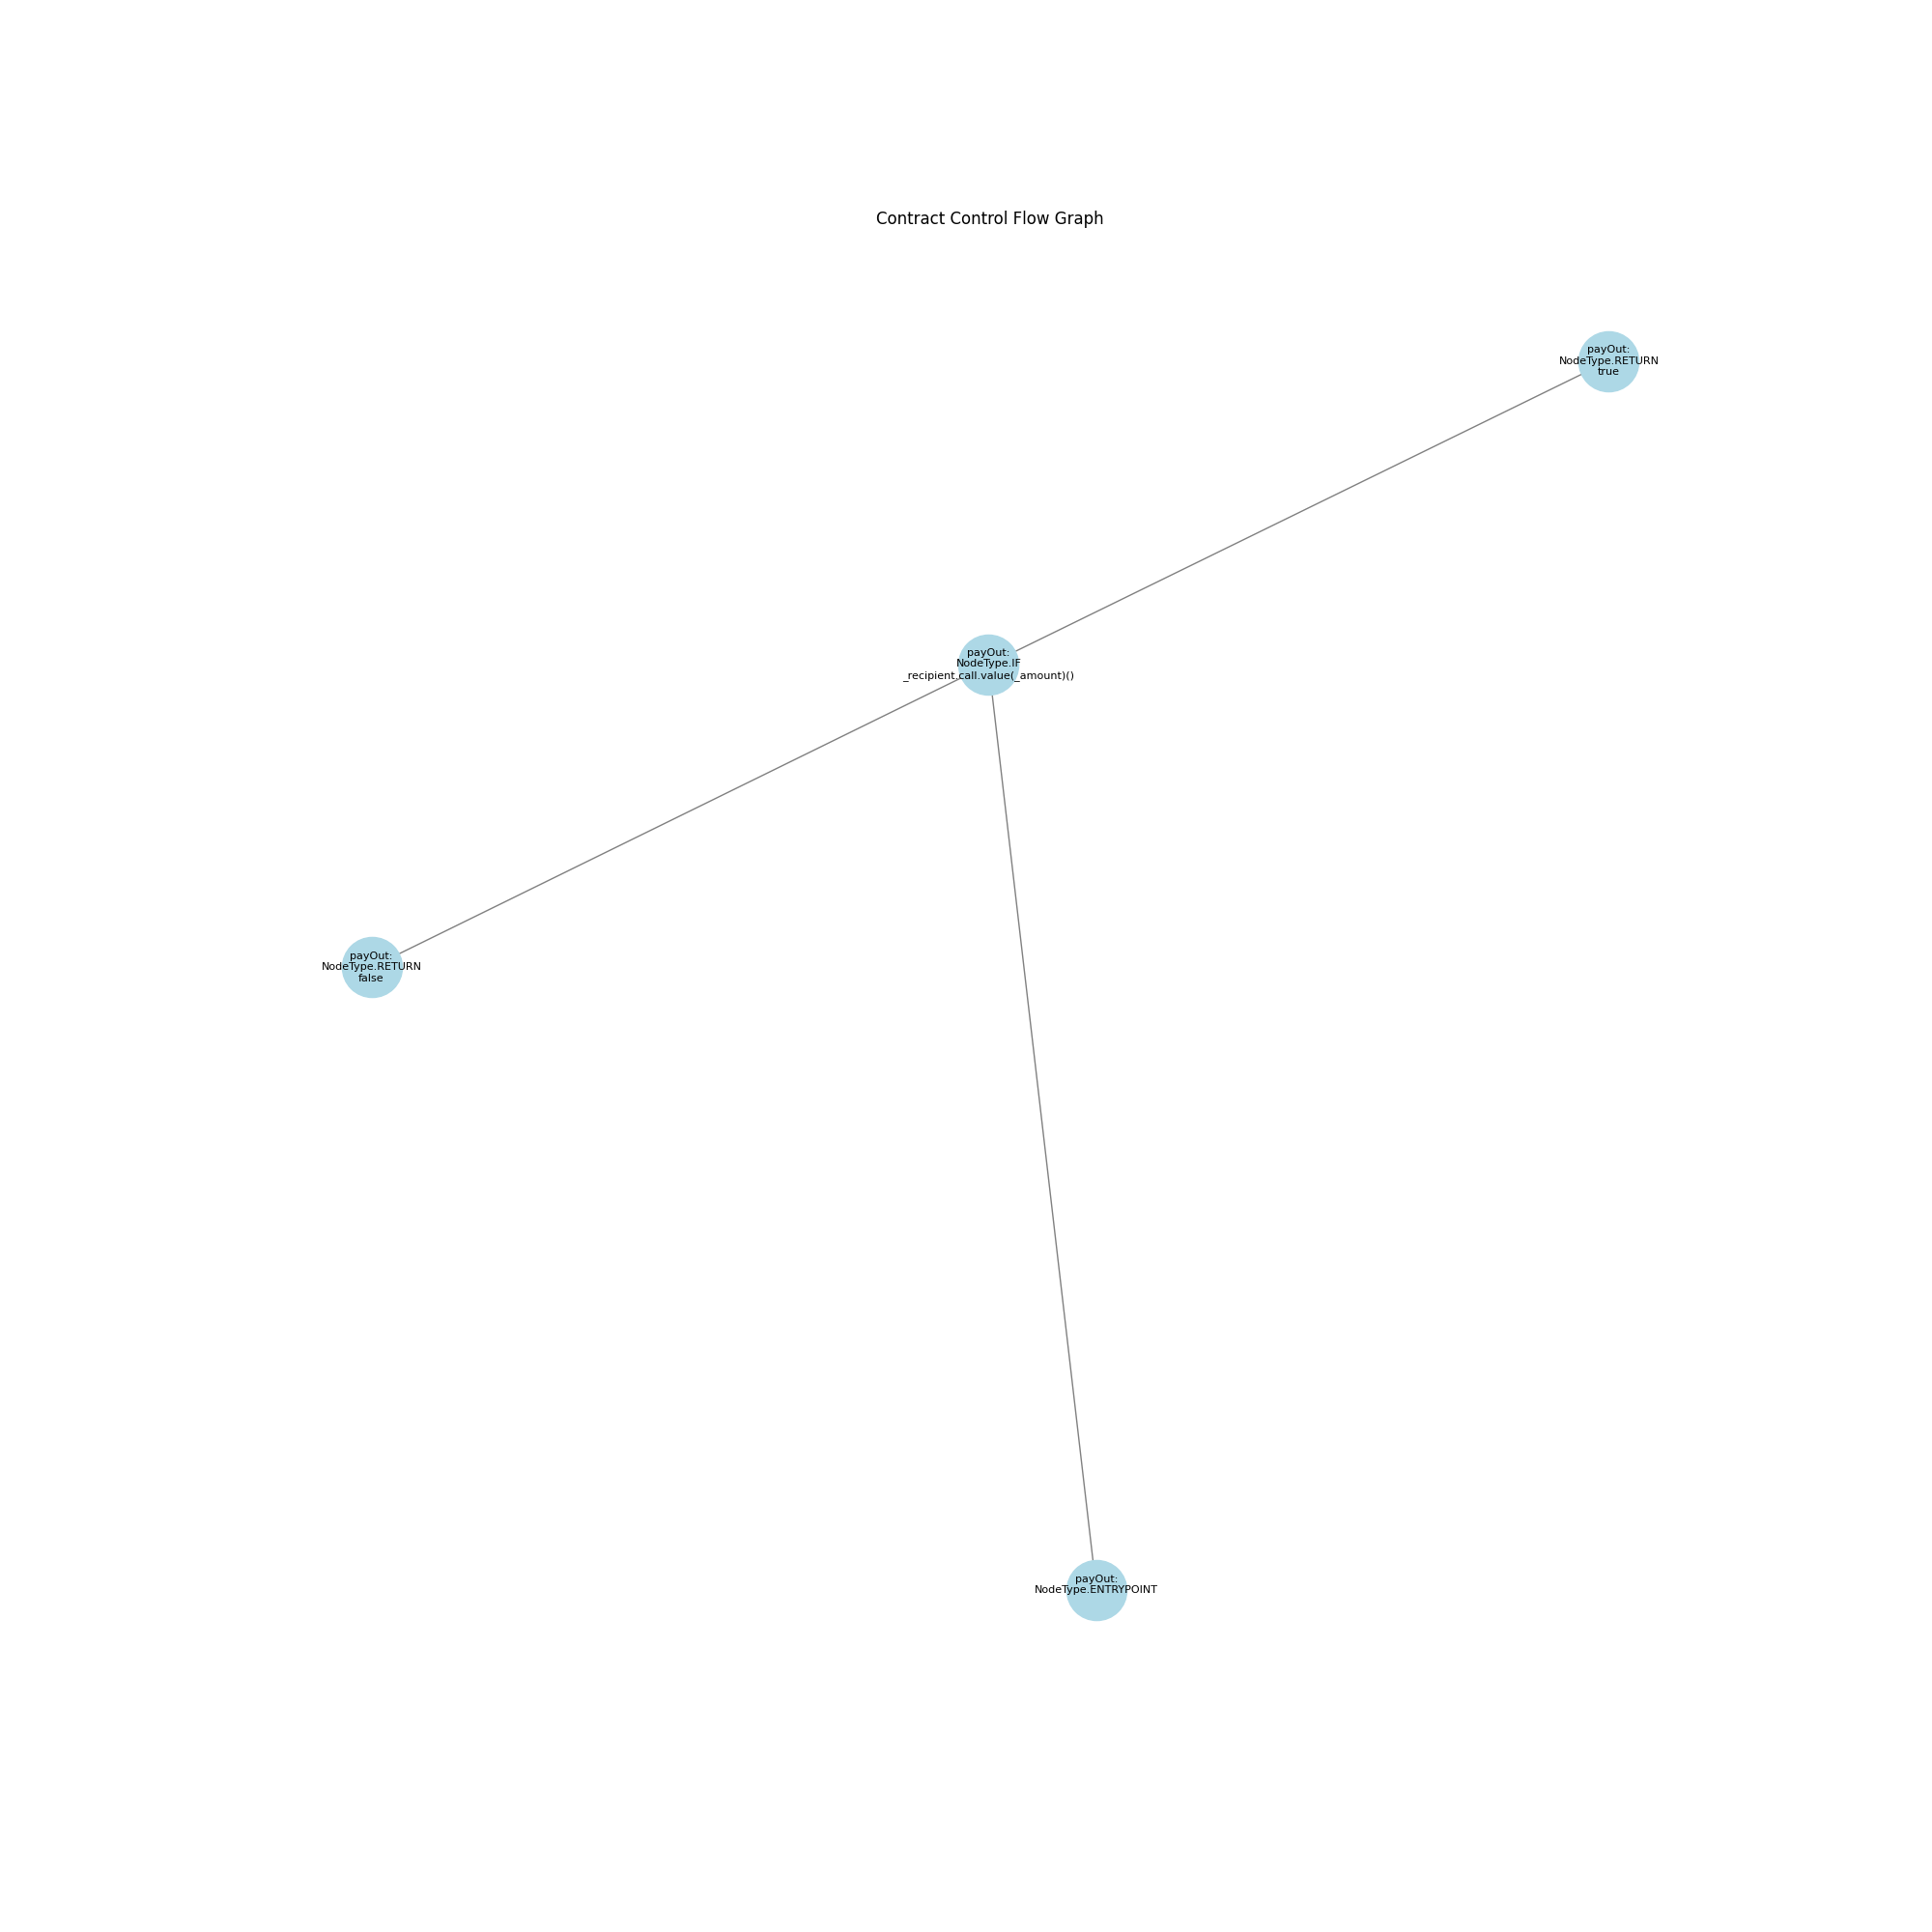 Contract Control Flow Graph
payOut:
NodeType.RETURN
true
payOut:
NodeType.IF
_recipient.call.value(_amount)()
payOut:
NodeType.RETURN
false
payOut:
NodeType.ENTRYPOINT